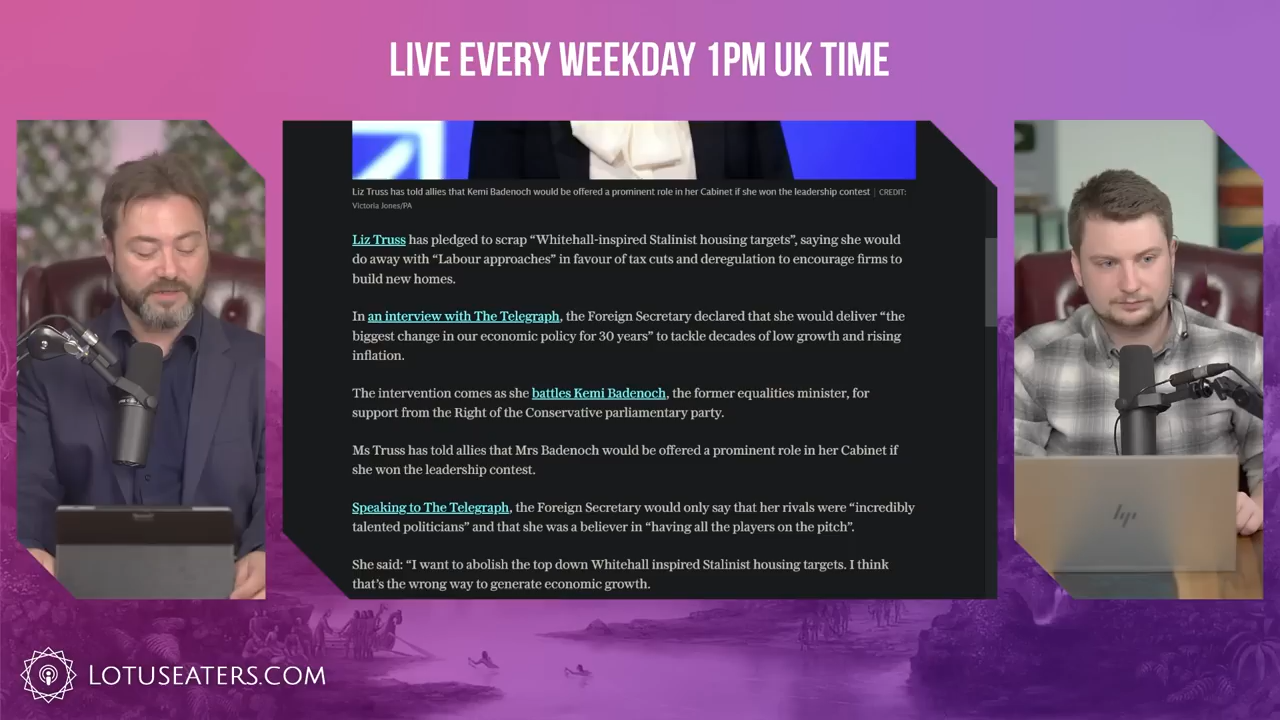 LIVE EVERY WEEKDAY 1PM UK TIME
Liz Truss has told allies that Kemi Badenoch would be offered a prominent role in her Cabinet if she won the leadership contest | CREDIT:
Victoria Jones/PA
Liz Truss has pledged to scrap “Whitehall-inspired Stalinist housing targets”, saying she would
do away with “Labour approaches” in favour of tax cuts and deregulation to encourage firms to
build new homes.
In an interview with The Telegraph, the Foreign Secretary declared that she would deliver “the
biggest change in our economic policy for 30 years” to tackle decades of low growth and rising
inflation.
The intervention comes as she battles Kemi Badenoch, the former equalities minister, for
support from the Right of the Conservative parliamentary party.
Ms Truss has told allies that Mrs Badenoch would be offered a prominent role in her Cabinet if
she won the leadership contest.
Speaking to The Telegraph, the Foreign Secretary would only say that her rivals were “incredibly
talented politicians” and that she was a believer in “having all the players on the pitch”.
She said: “I want to abolish the top down Whitehall inspired Stalinist housing targets. I think
that’s the wrong way to generate economic growth.
hp
LOTUSEATERS.COM